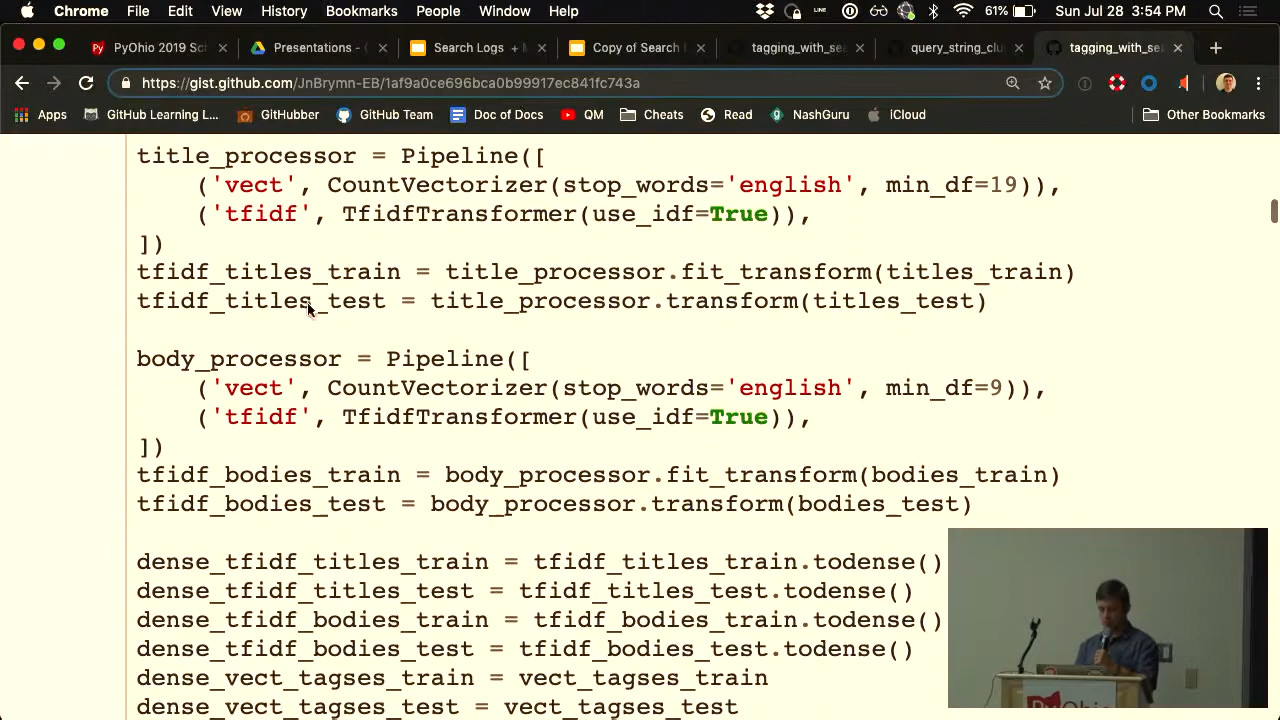 Chrome File Edit View History Bookmarks People Window Help LINE 61% Sun Jul 28 3:54 PM
PyOhio 2019 Sch Presentations - Search Logs + M Copy of Search tagging_with_sea query_string_clu tagging_with_sea
https://gist.github.com/JnBrymn-EB/1af9a0ce696bca0b99917ec841fc743a
Apps GitHub Learning L... GitHubber GitHub Team Doc of Docs QM Cheats Read NashGuru iCloud Other Bookmarks
title_processor = Pipeline([
('vect', CountVectorizer(stop_words='english', min_df=19)),
('tfidf', TfidfTransformer(use_idf=True)),
])
tfidf_titles_train = title_processor.fit_transform(titles_train)
tfidf_titles_test = title_processor.transform(titles_test)
body_processor = Pipeline([
('vect', CountVectorizer(stop_words='english', min_df=9)),
('tfidf', TfidfTransformer(use_idf=True)),
])
tfidf_bodies_train = body_processor.fit_transform(bodies_train)
tfidf_bodies_test = body_processor.transform(bodies_test)
dense_tfidf_titles_train = tfidf_titles_train.todense()
dense_tfidf_titles_test = tfidf_titles_test.todense()
dense_tfidf_bodies_train = tfidf_bodies_train.todense()
dense_tfidf_bodies_test = tfidf_bodies_test.todense()
dense_vect_tagses_train = vect_tagses_train
dense_vect_tagses_test = vect_tagses_test
PyOhio